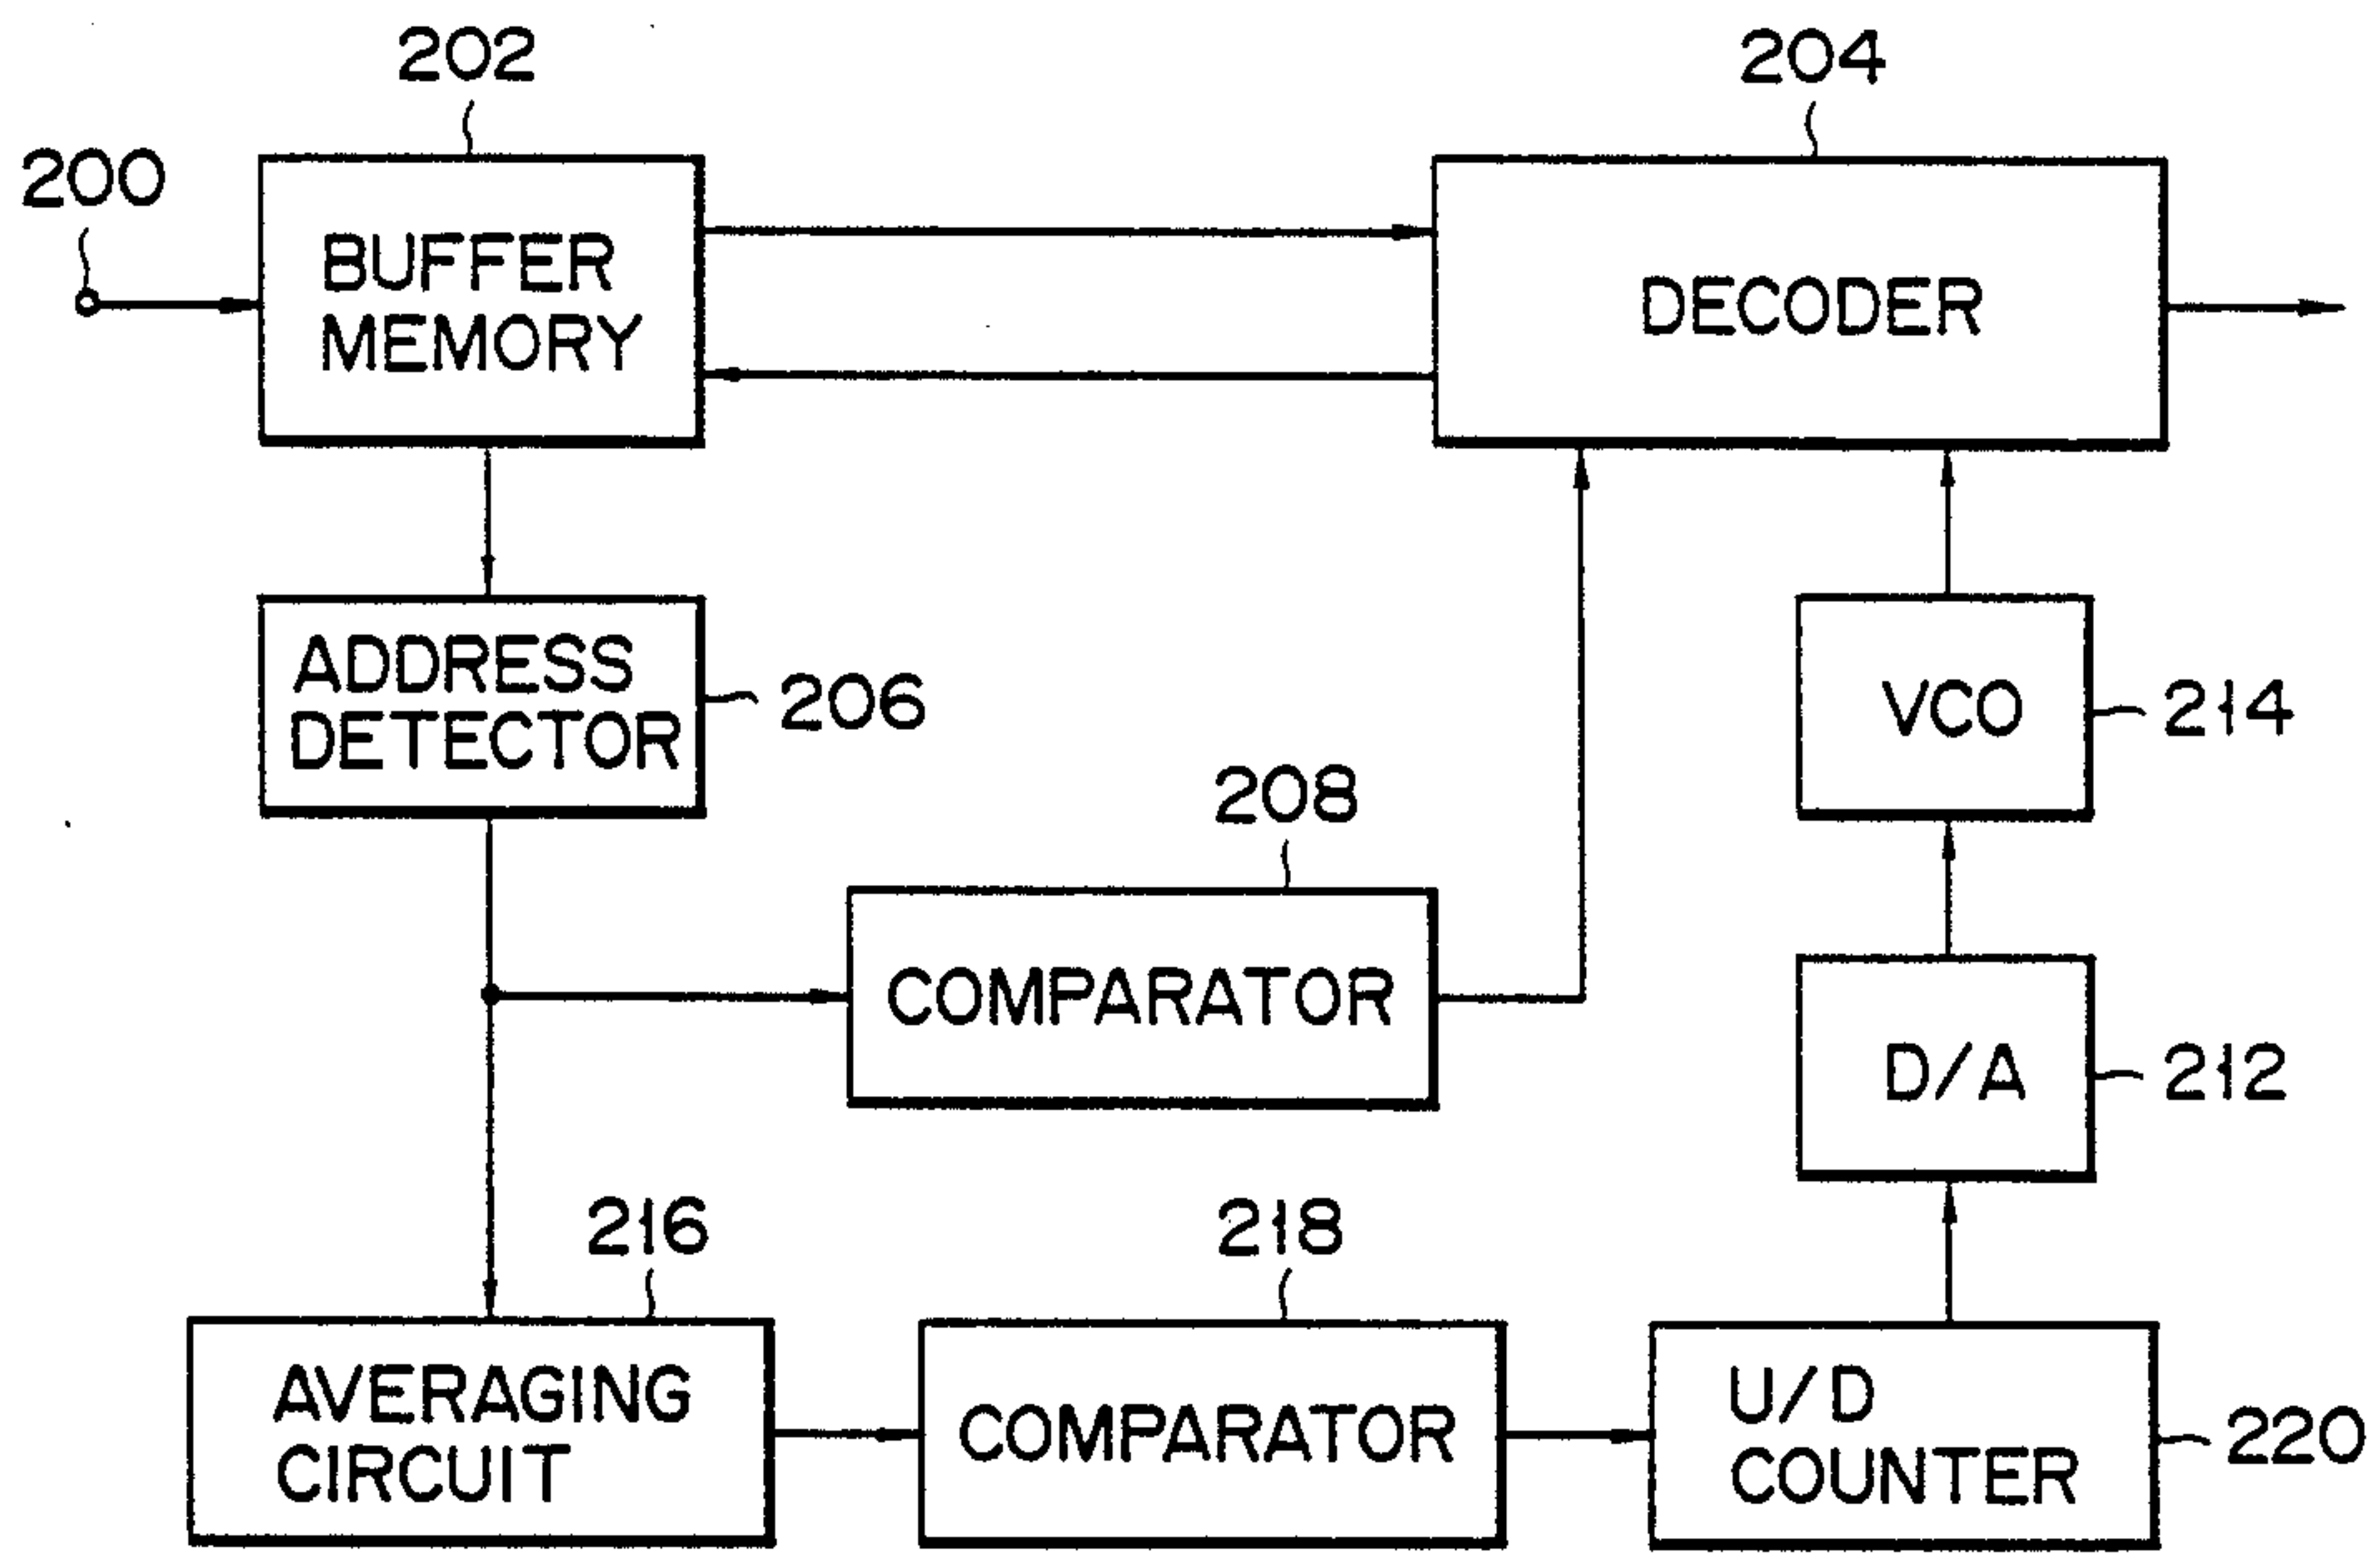 202
204
200
BUFFER
MEMORY
DECODER
ADDRESS
DETECTOR
206
VCO
214
208
COMPARATOR
D/A
212
216
218
AVERAGING
CIRCUIT
COMPARATOR
U/D
COUNTER
220